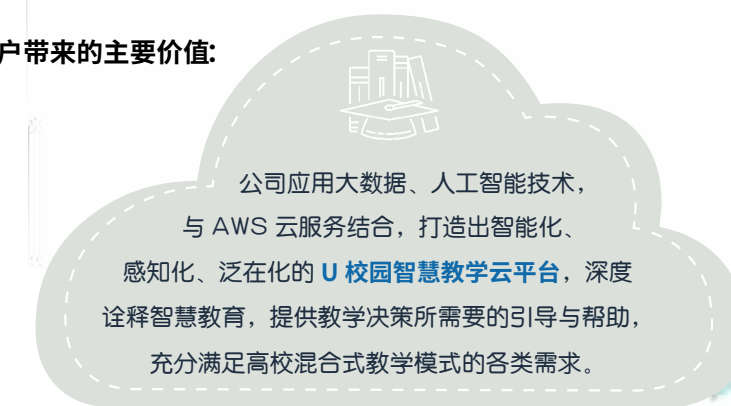 户带来的主要价值:
公司应用大数据、人工智能技术，
与 AWS 云服务结合，打造出智能化、
感知化、泛在化的 U 校园智慧教学云平台，深度
诠释智慧教育，提供教学决策所需要的引导与帮助，
充分满足高校混合式教学模式的各类需求。